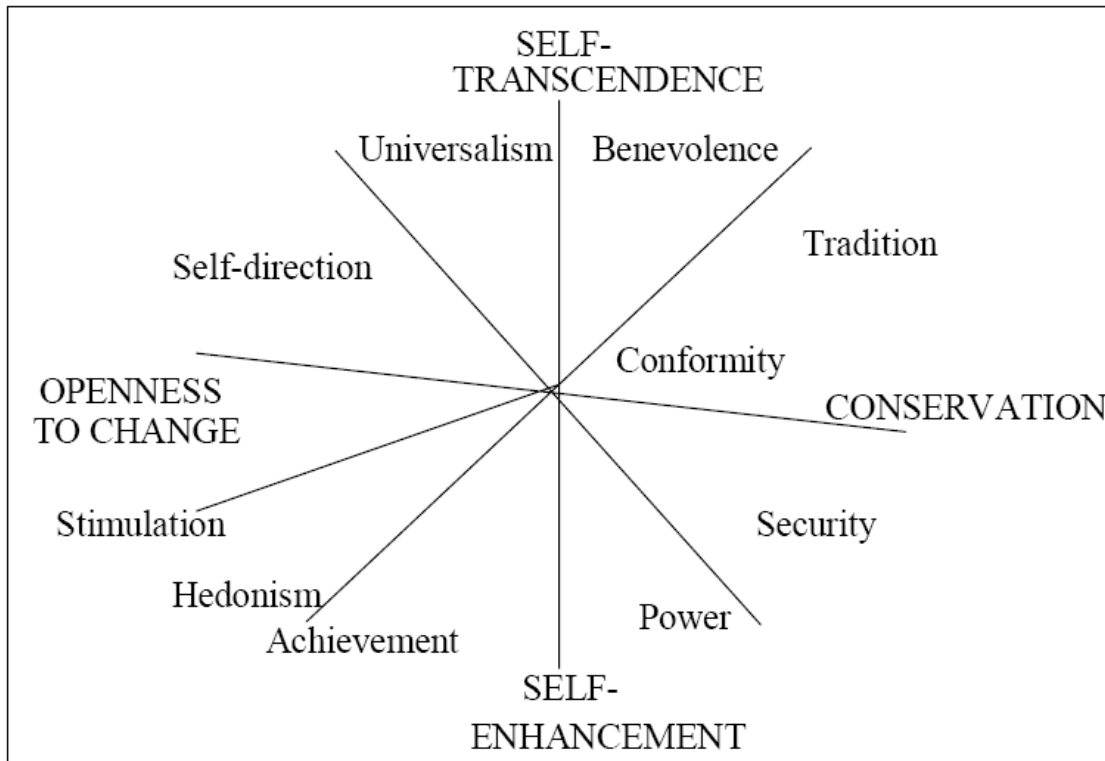 SELF-
TRANSCENDENCE
Universalism Benevolence
Tradition
Self-direction
Conformity
OPENNESS
TO CHANGE
CONSERVATION
Stimulation
Security
Hedonism
Power
Achievement
SELF-
ENHANCEMENT